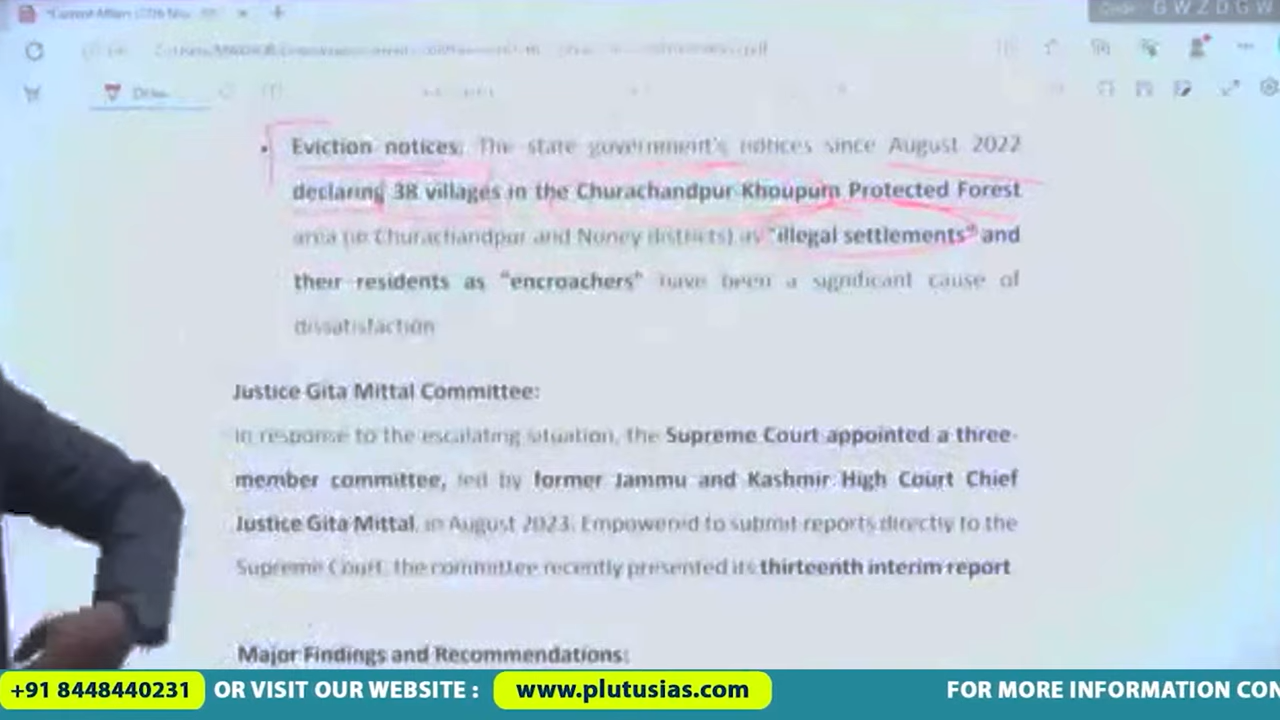 Code : G W Z D G W
Draw
• Eviction notices: The state government's notices since August 2022
declaring 38 villages in the Churachandpur Khoupum Protected Forest
area (in Churachandpur and Noney districts) as "illegal settlements" and
their residents as "encroachers" have been a significant cause of
dissatisfaction
Justice Gita Mittal Committee:
In response to the escalating situation, the Supreme Court appointed a three-
member committee, led by former Jammu and Kashmir High Court Chief
Justice Gita Mittal, in August 2023. Empowered to submit reports directly to the
Supreme Court, the committee recently presented its thirteenth interim report
Major Findings and Recommendations:
+91 8448440231 OR VISIT OUR WEBSITE : www.plutusias.com FOR MORE INFORMATION CON